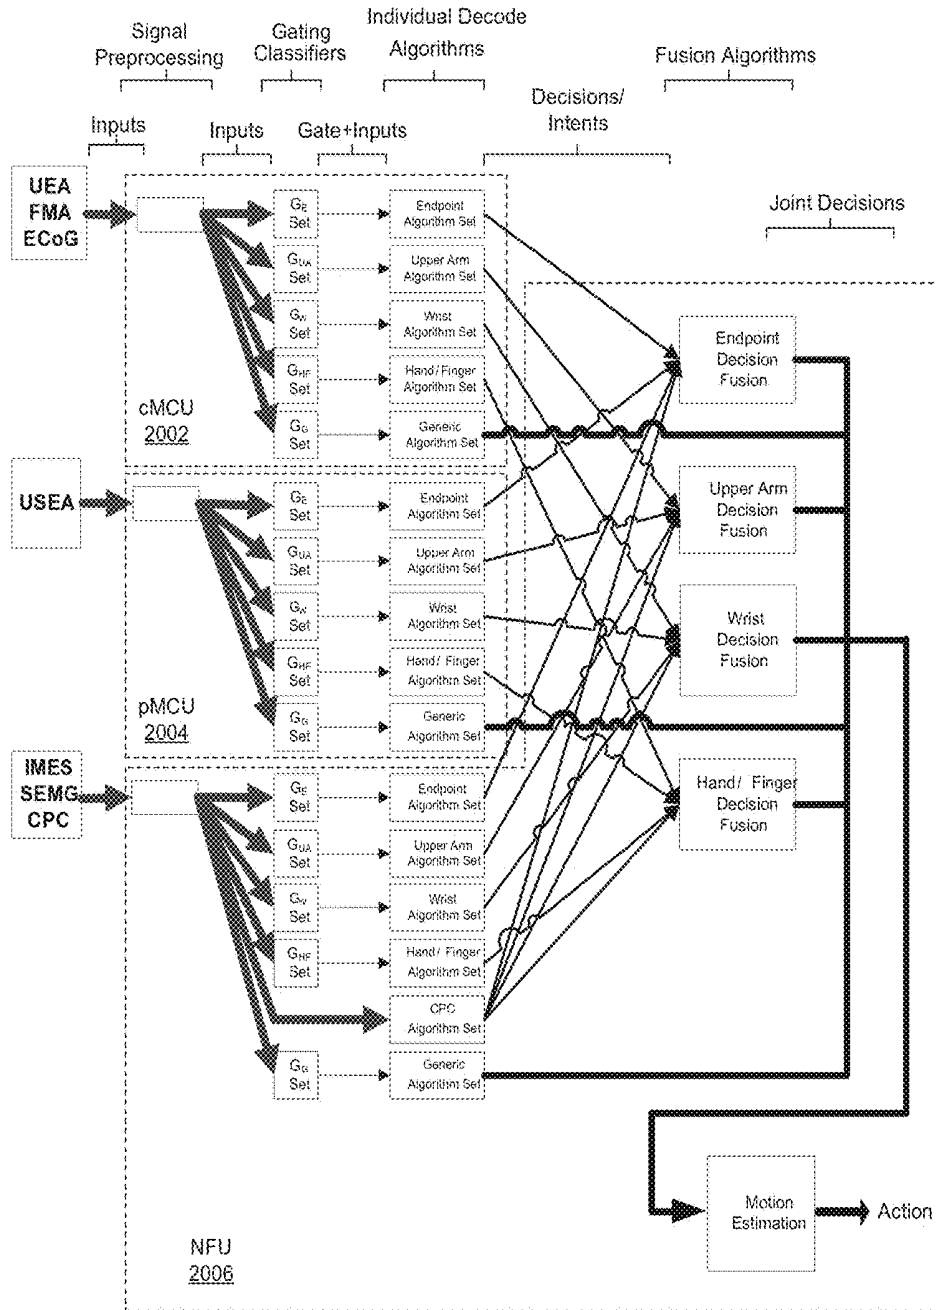 Signal
Preprocessing
Gating
Classifiers
Individual Decode
Algorithms
Fusion Algorithms
Decisions/
Intents
Inputs
Inputs
Gate+Inputs
Joint Decisions
UEA
FMA
ECoG
GE
Set
Endpoint
Algorithm Set
GUA
Set
Upper Arm
Algorithm Set
GW
Set
Wrist
Algorithm Set
GHF
Set
Hand/Finger
Algorithm Set
GG
Set
Generic
Algorithm Set
cMCU
2002
Endpoint
Decision
Fusion
USEA
GE
Set
Endpoint
Algorithm Set
GUA
Set
Upper Arm
Algorithm Set
GW
Set
Wrist
Algorithm Set
GHF
Set
Hand/ Finger
Algorithm Set
GG
Set
Generic
Algorithm Set
pMCU
2004
Upper Arm
Decision
Fusion
Wrist
Decision
Fusion
IMES
SEMG
CPC
GE
Set
Endpoint
Algorithm Set
GUA
Set
Upper Arm
Algorithm Set
GW
Set
Wrist
Algorithm Set
GHF
Set
Hand/ Finger
Algorithm Set
CPC
Algorithm Set
GG
Set
Generic
Algorithm Set
Hand/ Finger
Decision
Fusion
Motion
Estimation
Action
NFU
2006